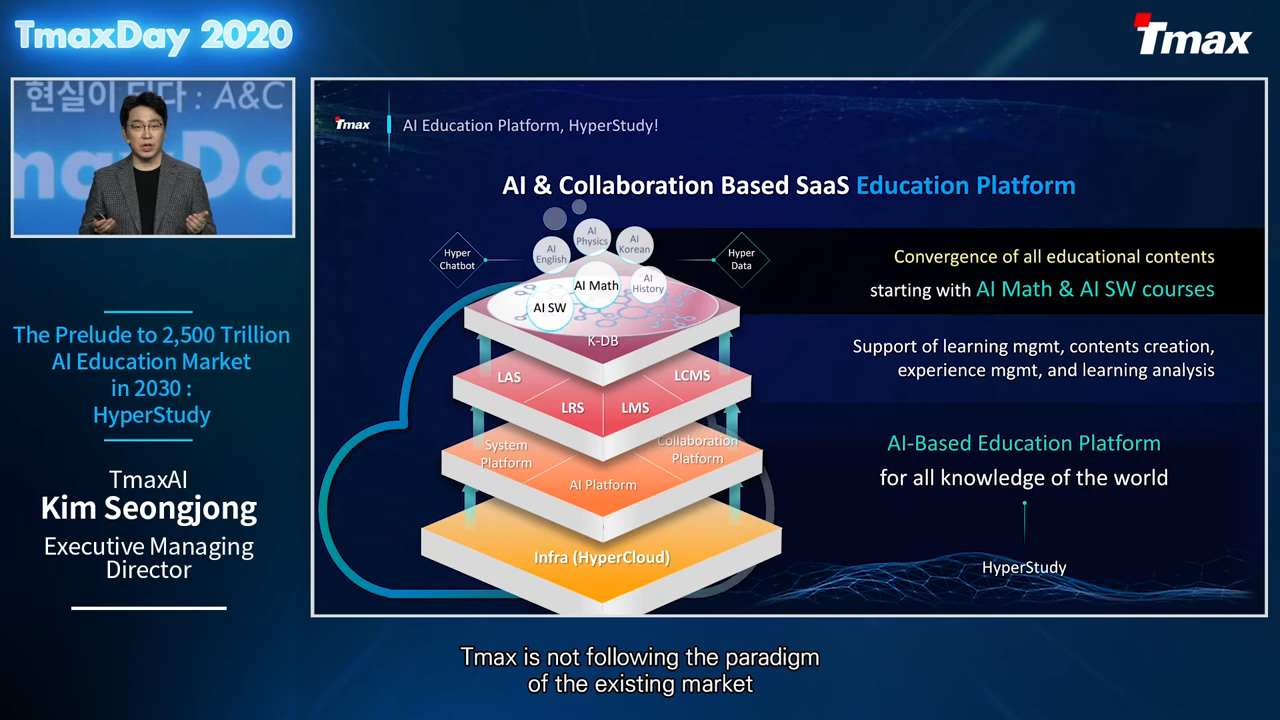 TmaxDay 2020
Tmax
현실이 되다 : A&C
maxDa
Tmax
AI Education Platform, HyperStudy!
AI & Collaboration Based SaaS Education Platform
Hyper
Chatbot
AI
English
AI
Physics
AI
Korean
Hyper
Data
AI Math
AI
History
AI SW
K-DB
LAS
LCMS
LRS
LMS
System
Platform
Collaboration
Platform
AI Platform
Infra (HyperCloud)
Convergence of all educational contents
starting with AI Math & AI SW courses
Support of learning mgmt, contents creation,
experience mgmt, and learning analysis
AI-Based Education Platform
for all knowledge of the world
HyperStudy
The Prelude to 2,500 Trillion
AI Education Market
in 2030 :
HyperStudy
TmaxAI
Kim Seongjong
Executive Managing
Director
Tmax is not following the paradigm
of the existing market